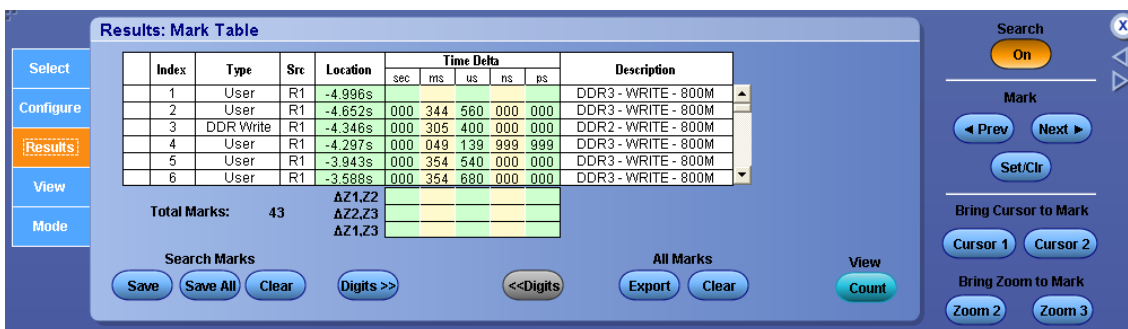 Results: Mark Table
Select
Configure
Results
View
Mode
Time Delta
Index Type Src Location sec ms us ns ps Description
1 User R1 -4.996s DDR3 - WRITE - 800M
2 User R1 -4.652s 000 344 560 000 000 DDR3 - WRITE - 800M
3 DDR Write R1 -4.346s 000 305 400 000 000 DDR2 - WRITE - 800M
4 User R1 -4.297s 000 049 139 999 999 DDR3 - WRITE - 800M
5 User R1 -3.943s 000 354 540 000 000 DDR3 - WRITE - 800M
6 User R1 -3.588s 000 354 680 000 000 DDR3 - WRITE - 800M
ΔZ1,Z2
ΔZ2,Z3
ΔZ1,Z3
Total Marks: 43
Search Marks
Save Save All Clear
Digits >>
<<Digits
All Marks
Export Clear
View
Count
Search
On
X
Mark
◄ Prev Next ►
Set/Clr
Bring Cursor to Mark
Cursor 1 Cursor 2
Bring Zoom to Mark
Zoom 2 Zoom 3